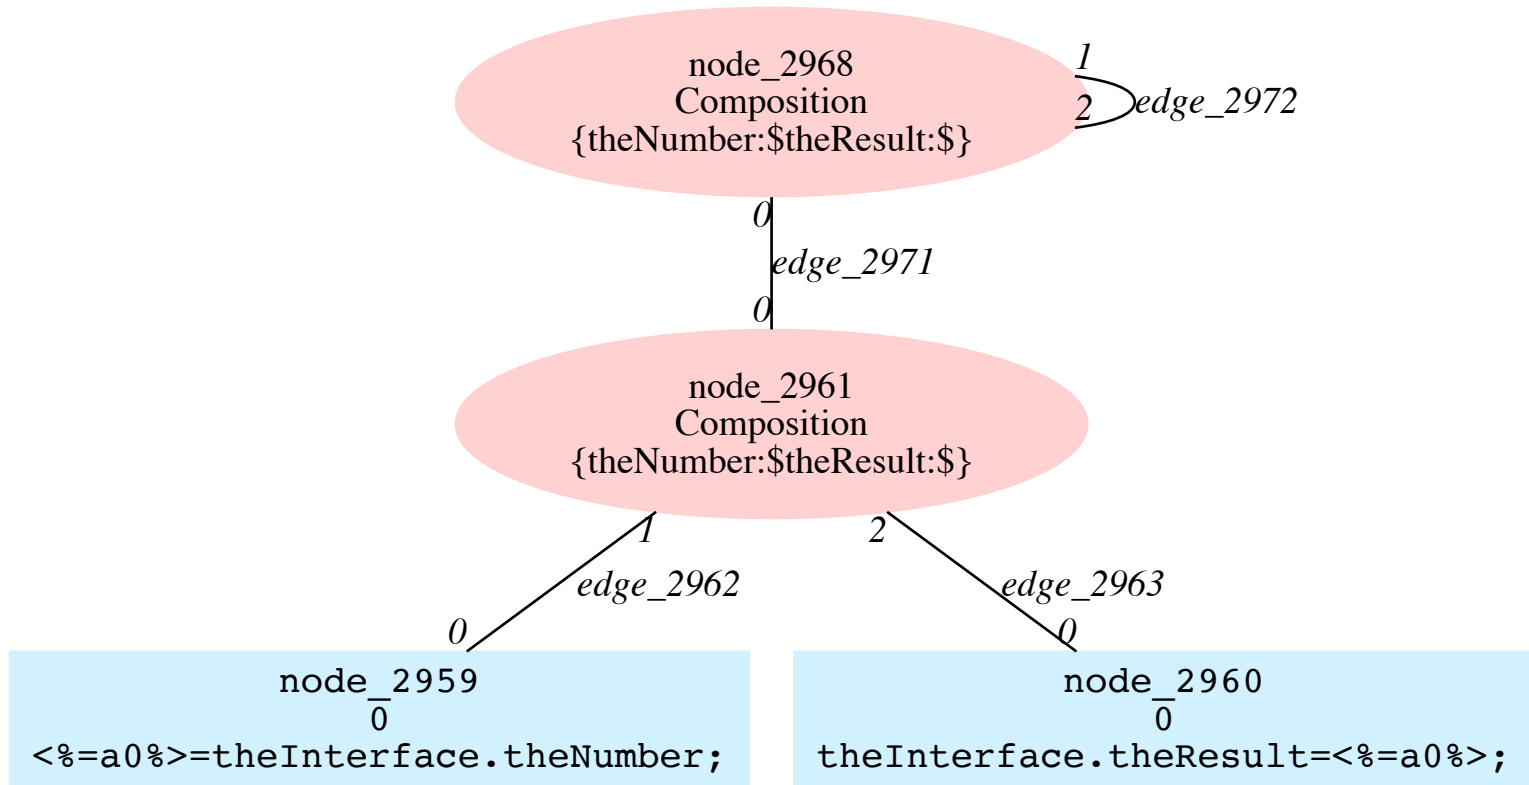 node_2968
Composition
{theNumber:$theResult:$}
1
2
edge_2972
0
edge_2971
0
node_2961
Composition
{theNumber:$theResult:$}
1
2
edge_2962
edge_2963
0
0
node_2959
0
<%=a0%>=theInterface.theNumber;
node_2960
0
theInterface.theResult=<%=a0%>;